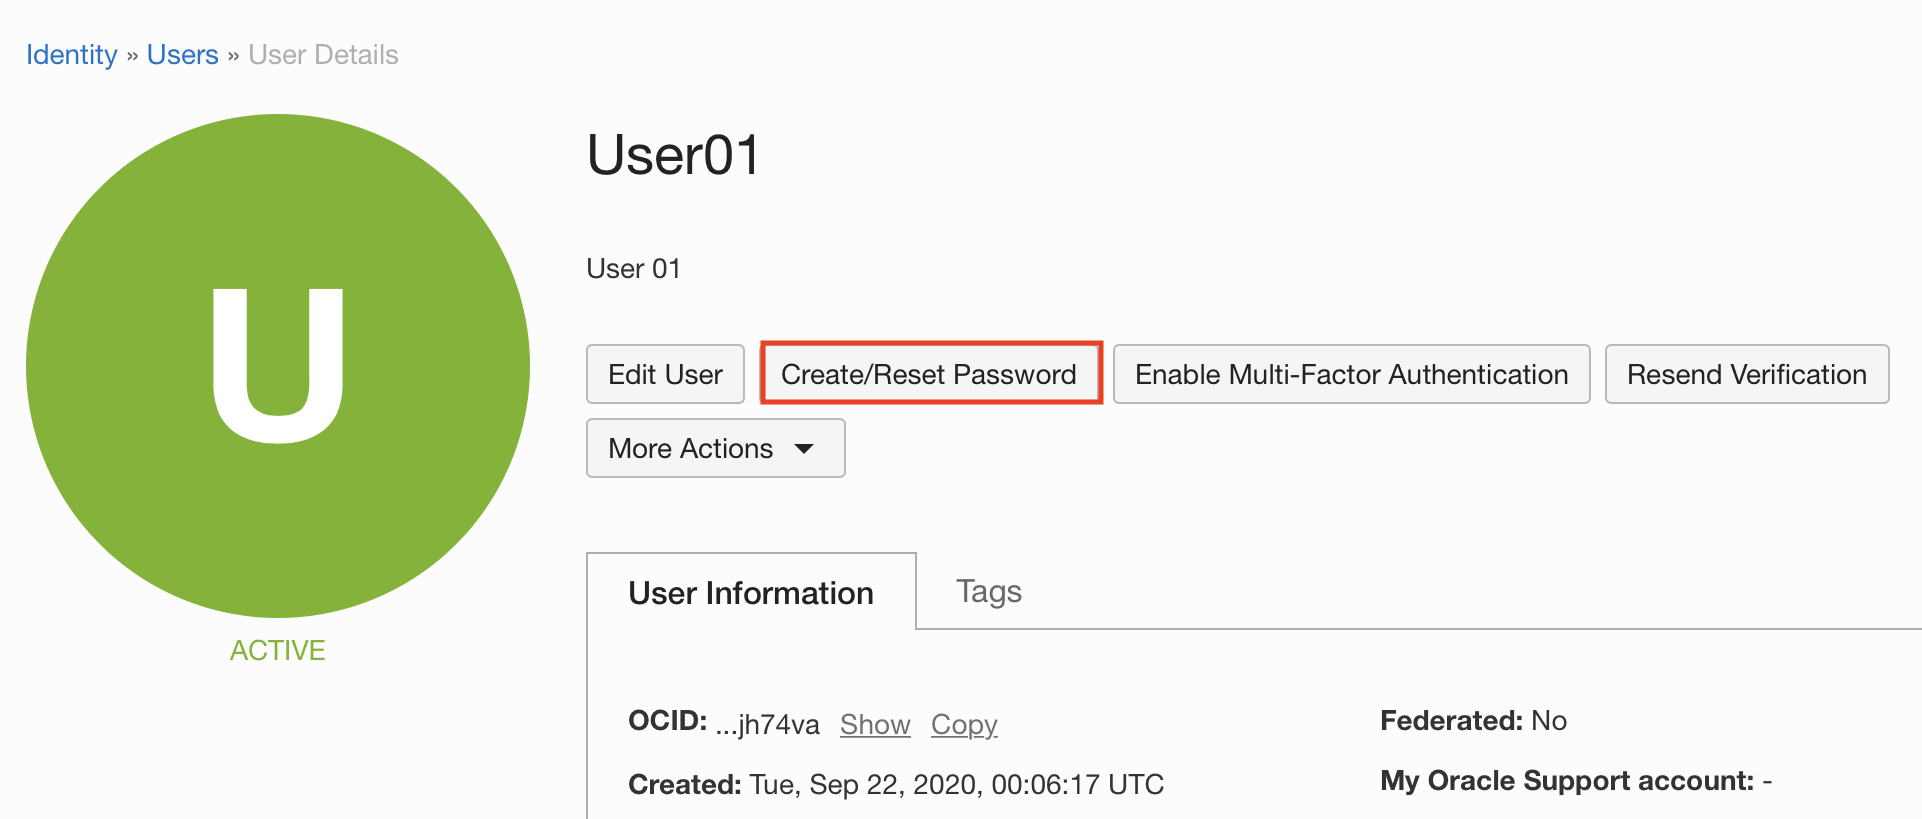 Identity » Users » User Details
U
ACTIVE
User01
User 01
Edit User
Create/Reset Password
Enable Multi-Factor Authentication
Resend Verification
More Actions
User Information
Tags
OCID: ...jh74va Show Copy
Federated: No
Created: Tue, Sep 22, 2020, 00:06:17 UTC
My Oracle Support account: -